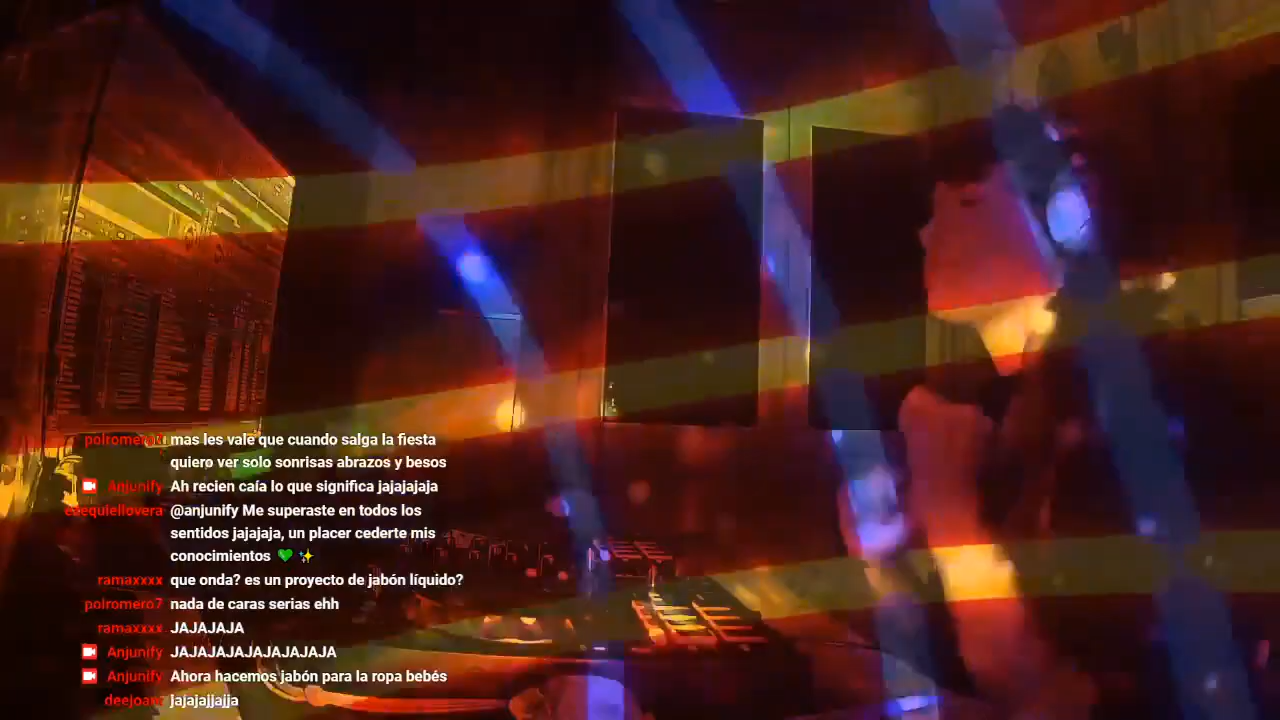 polromero7 mas les vale que cuando salga la fiesta
quiero ver solo sonrisas abrazos y besos
Anjunify Ah recien caía lo que significa jajajajaja
ezequiellovera @anjunify Me superaste en todos los
sentidos jajajaja, un placer cederte mis
conocimientos 💚 ✨
ramaxxxx que onda? es un proyecto de jabón líquido?
polromero7 nada de caras serias ehh
ramaxxxx JAJAJAJA
Anjunify JAJAJAJAJAJAJAJAJA
Anjunify Ahora hacemos jabón para la ropa bebés
jajajajjajja